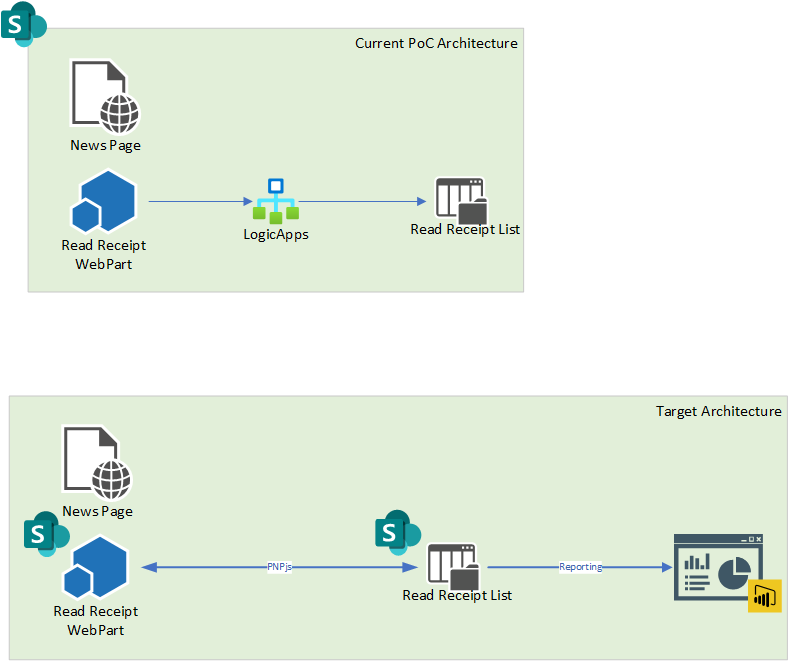 S
Current PoC Architecture
News Page
LogicApps
Read Receipt List
Read Receipt
WebPart
Target Architecture
News Page
S
S
PNPjs
Reporting
Read Receipt List
Read Receipt
WebPart